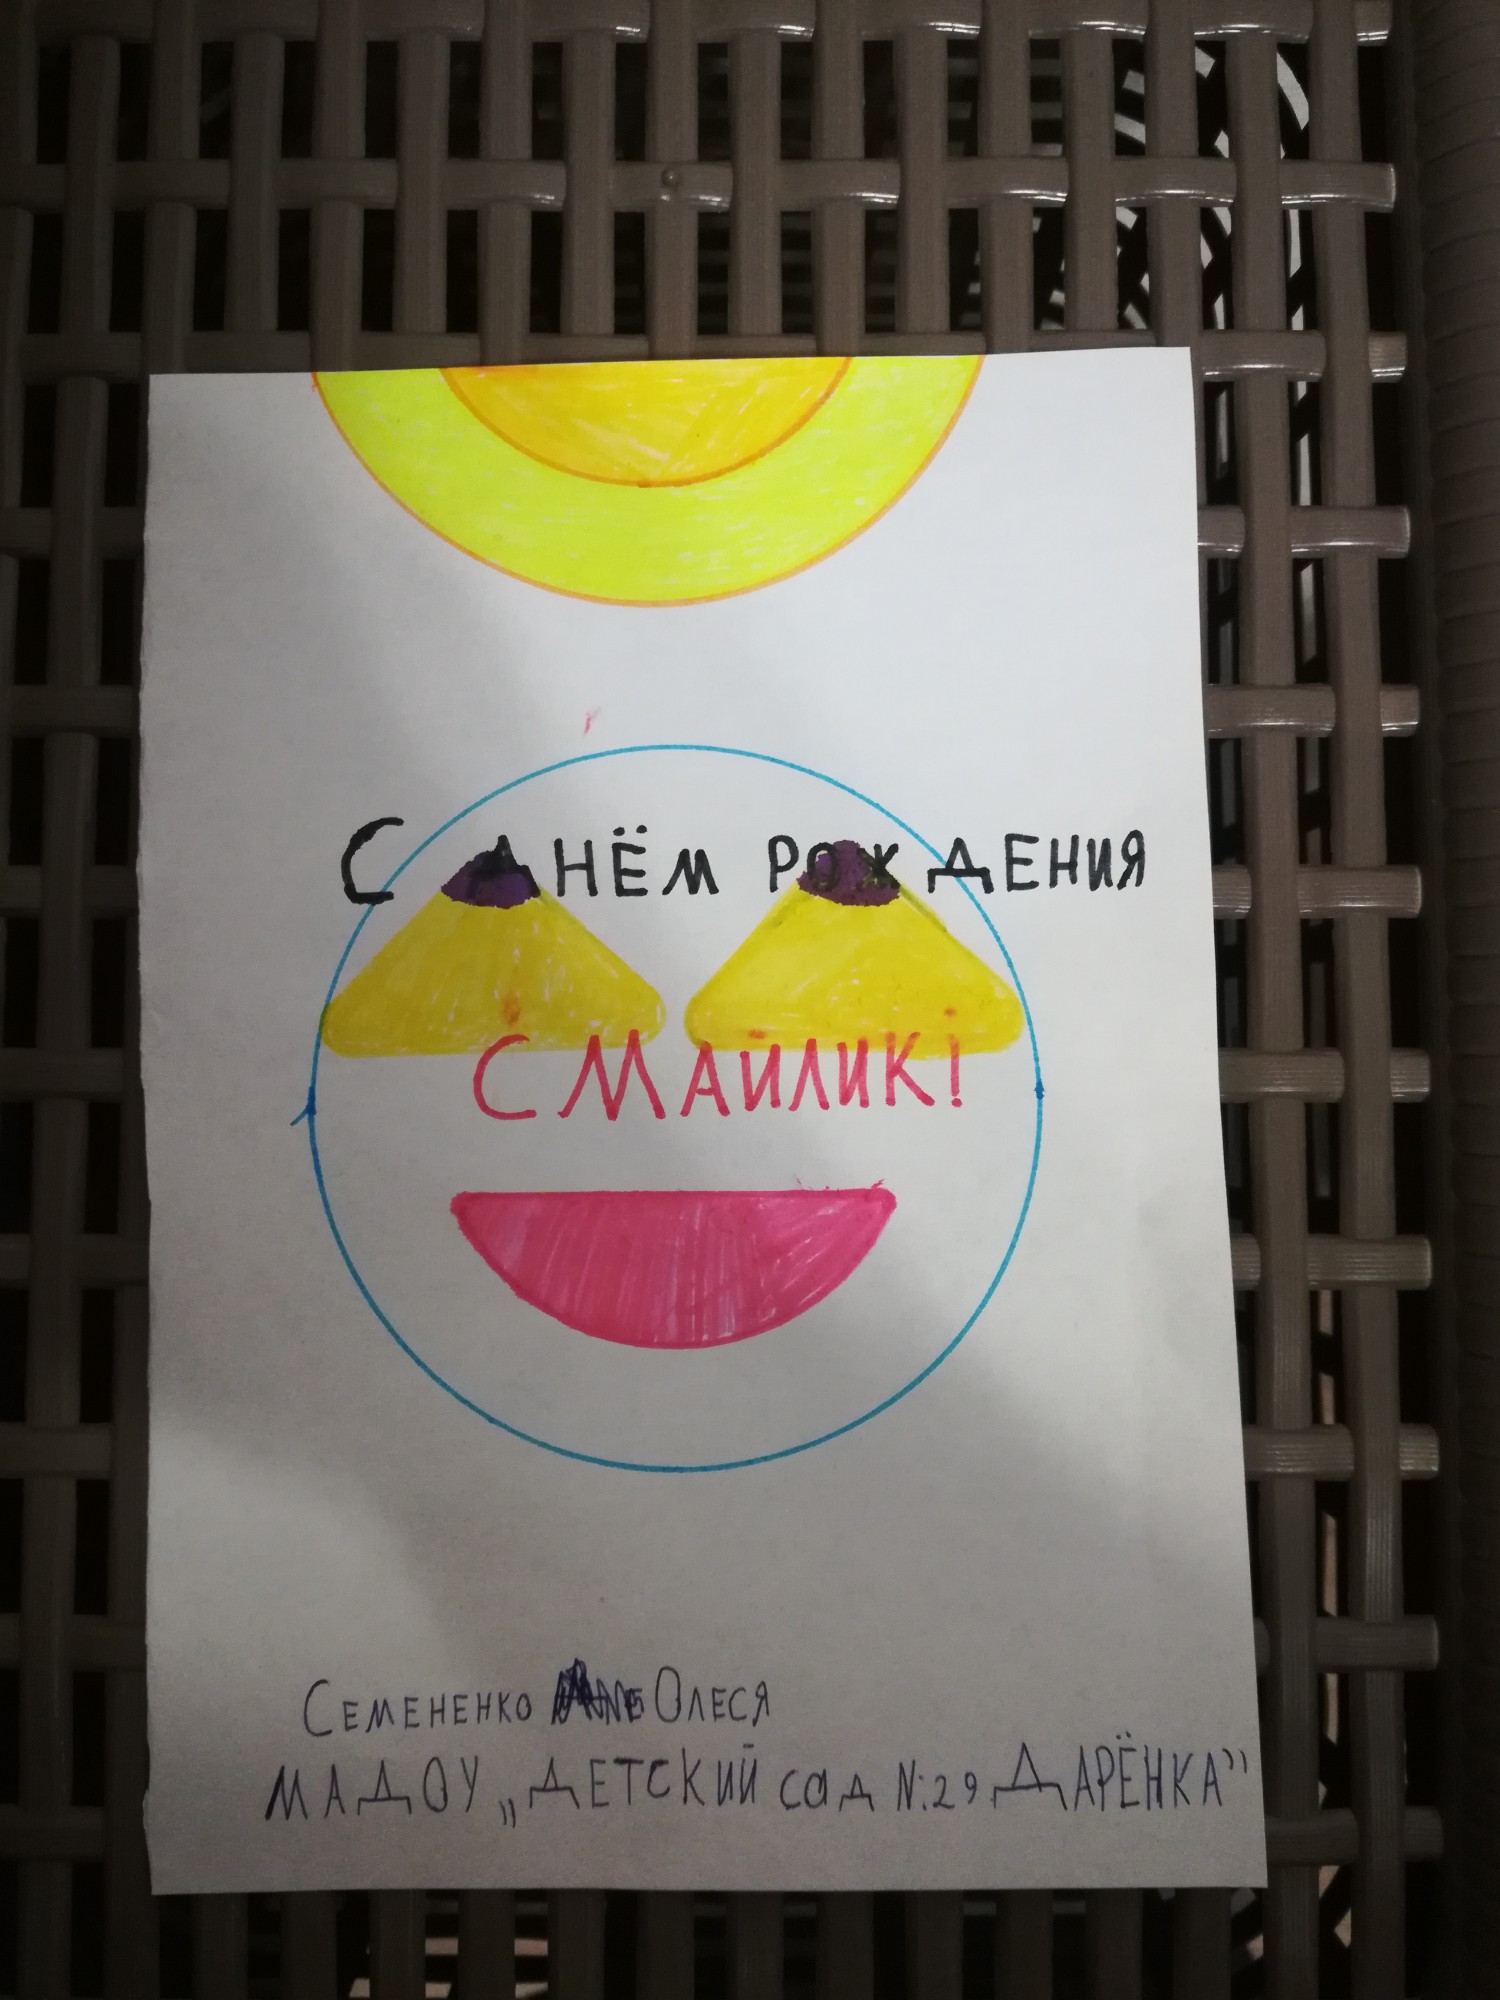 С ДНЁМ РОЖДЕНИЯ
СМАЙЛИК!
СЕМЕНЕНКО ОЛЕСЯ
МАДОУ „ДЕТСКИЙ сад N:29 ДАРЁНКА”